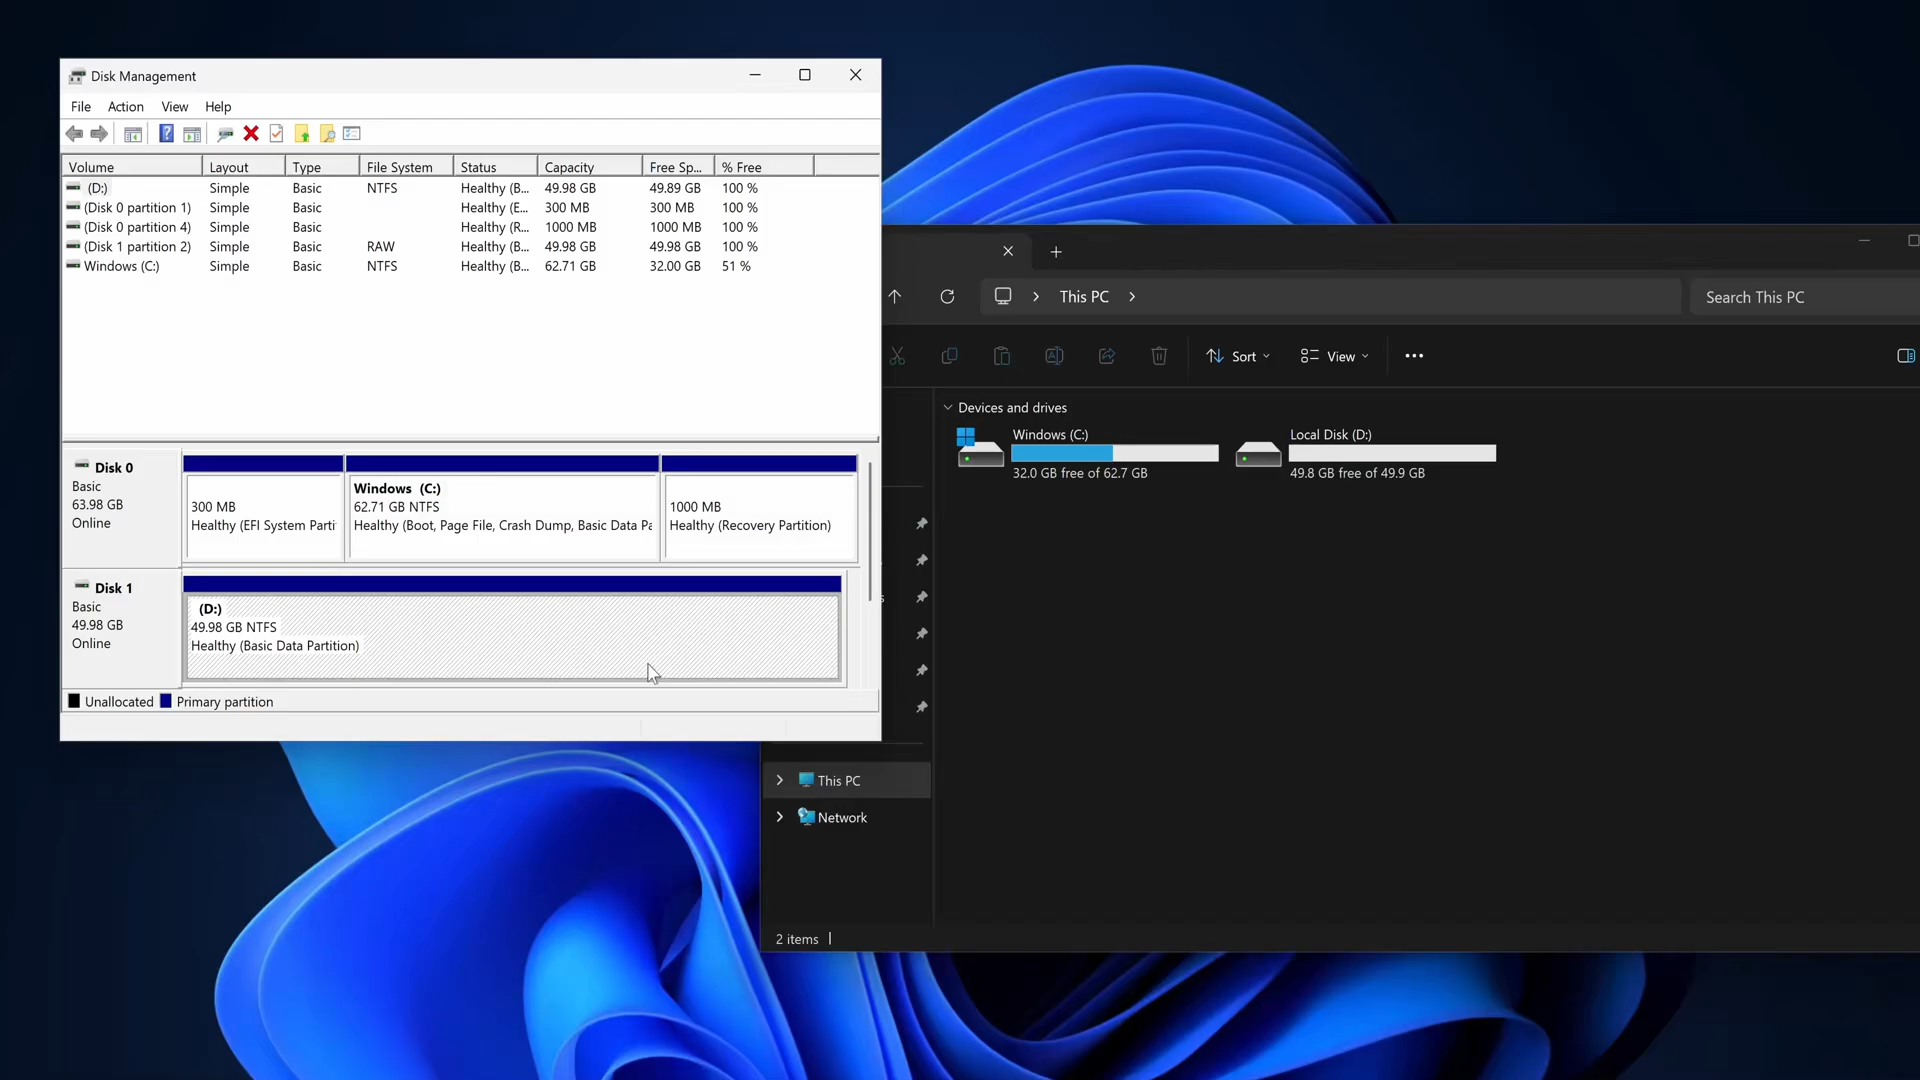 Disk Management
File Action View Help
Volume Layout Type File System Status Capacity Free Sp... % Free
(D:) Simple Basic NTFS Healthy (B... 49.98 GB 49.89 GB 100 %
(Disk 0 partition 1) Simple Basic Healthy (E... 300 MB 300 MB 100 %
(Disk 0 partition 4) Simple Basic Healthy (R... 1000 MB 1000 MB 100 %
(Disk 1 partition 2) Simple Basic RAW Healthy (B... 49.98 GB 49.98 GB 100 %
Windows (C:) Simple Basic NTFS Healthy (B... 62.71 GB 32.00 GB 51 %
Disk 0
Basic
63.98 GB
Online
300 MB
Healthy (EFI System Parti
Windows (C:)
62.71 GB NTFS
Healthy (Boot, Page File, Crash Dump, Basic Data Pa
1000 MB
Healthy (Recovery Partition)
Disk 1
Basic
49.98 GB
Online
(D:)
49.98 GB NTFS
Healthy (Basic Data Partition)
Unallocated Primary partition
This PC
Search This PC
Sort View
Devices and drives
Windows (C:)
32.0 GB free of 62.7 GB
Local Disk (D:)
49.8 GB free of 49.9 GB
s
This PC
Network
2 items